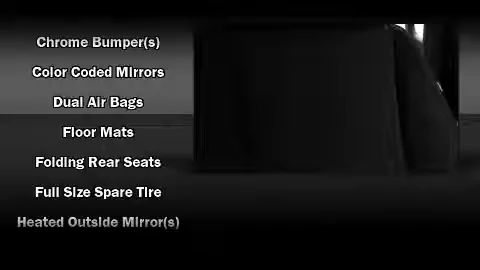 Chrome Bumper(s)
Color Coded Mirrors
Dual Air Bags
Floor Mats
Folding Rear Seats
Full Size Spare Tire
Heated Outside Mirror(s)